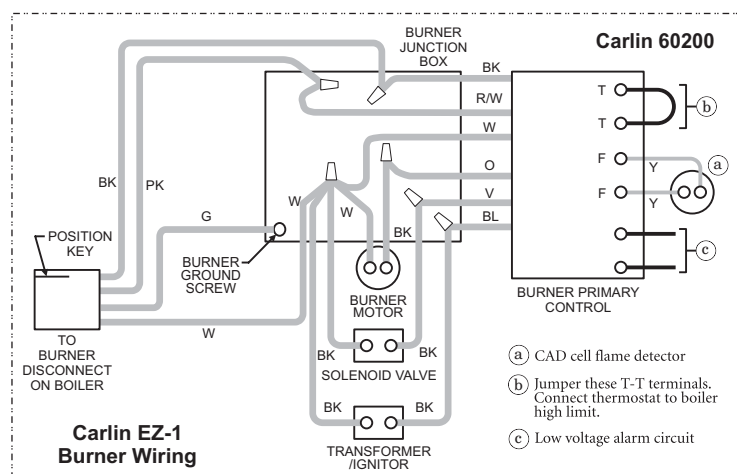 BURNER
JUNCTION
BOX
Carlin 60200
BK
R/W
W
O
V
BL
T
T
F
F
Y
Y
b
a
c
BK
PK
G
W
W
BK
POSITION
KEY
BURNER
GROUND
SCREW
BURNER
MOTOR
BURNER PRIMARY
CONTROL
TO
BURNER
DISCONNECT
ON BOILER
W
BK
BK
SOLENOID VALVE
BK
BK
TRANSFORMER
/IGNITOR
Carlin EZ-1
Burner Wiring
a CAD cell flame detector
b Jumper these T-T terminals.
Connect thermostat to boiler
high limit.
c Low voltage alarm circuit